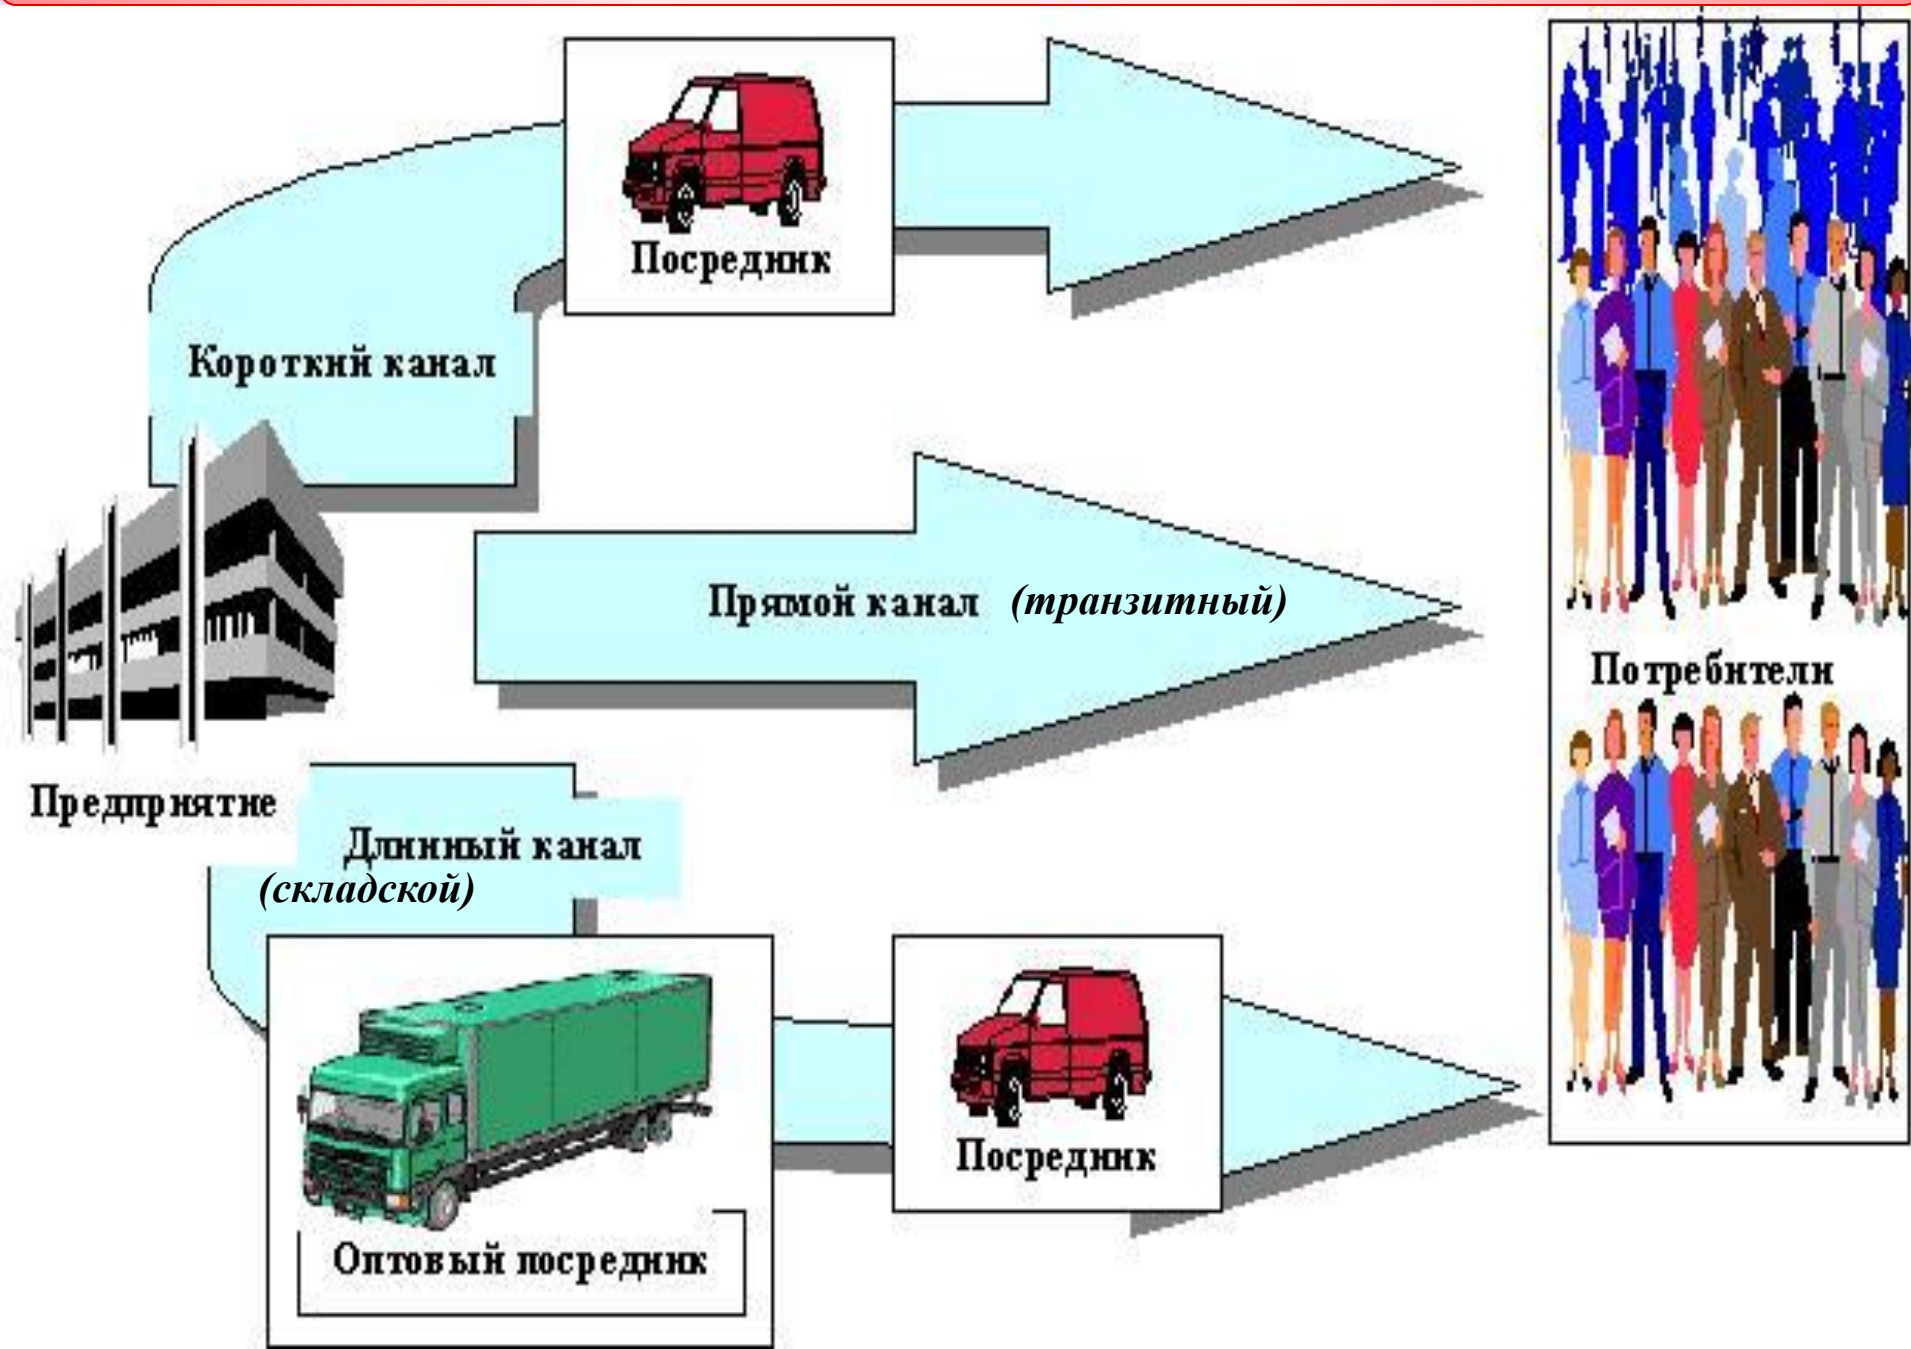 Посредник
Короткий канал
Прямой канал (транзитный)
Потребители
Предприятие
Длинный канал
(складской)
Посредник
Оптовый посредник